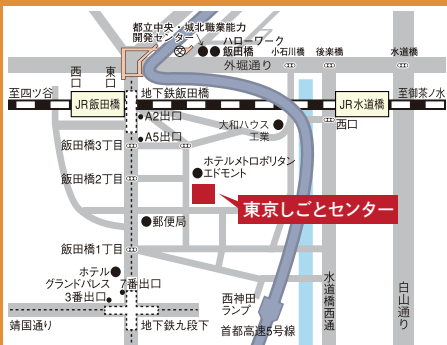 都立中央・城北職業能力
開発センター
ハローワーク
飯田橋
小石川橋
後楽橋
水道橋
外堀通り
西口
東口
至四ツ谷
JR飯田橋
地下鉄飯田橋
JR水道橋
至御茶ノ水
A2出口
A5出口
大和ハウス
工業
西口
飯田橋3丁目
ホテルメトロポリタン
エドモント
飯田橋2丁目
東京しごとセンター
郵便局
飯田橋1丁目
ホテル
グランドパレス
7番出口
3番出口
西神田
ランプ
水道橋西通
白山通り
靖国通り
地下鉄九段下
首都高速5号線